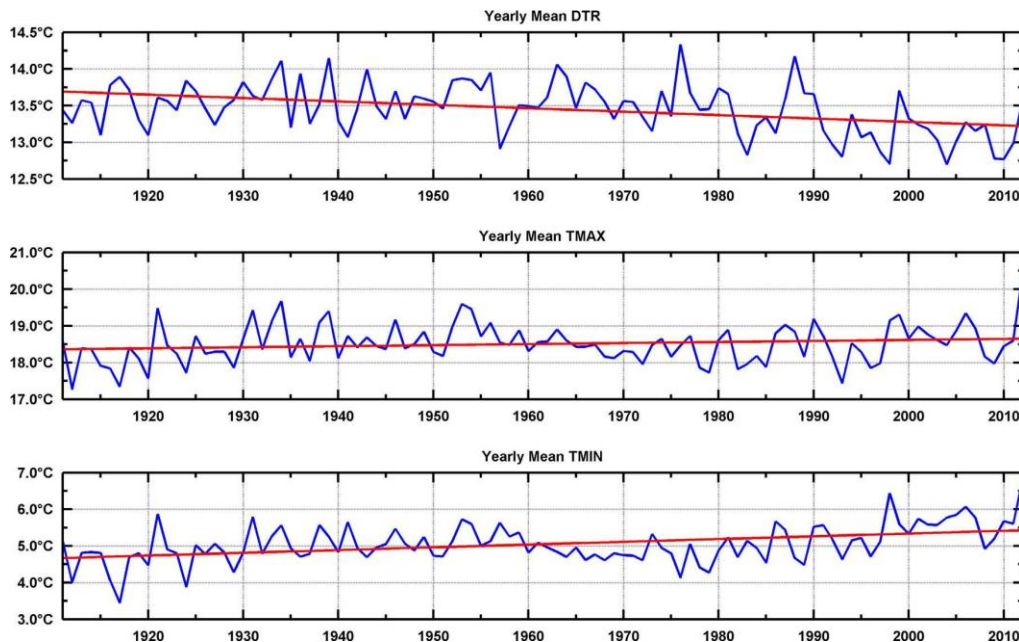 Yearly Mean DTR
14.5°C
14.0°C
13.5°C
13.0°C
12.5°C
1920 1930 1940 1950 1960 1970 1980 1990 2000 2010
Yearly Mean TMAX
21.0°C
20.0°C
19.0°C
18.0°C
17.0°C
1920 1930 1940 1950 1960 1970 1980 1990 2000 2010
Yearly Mean TMIN
7.0°C
6.0°C
5.0°C
4.0°C
3.0°C
1920 1930 1940 1950 1960 1970 1980 1990 2000 2010